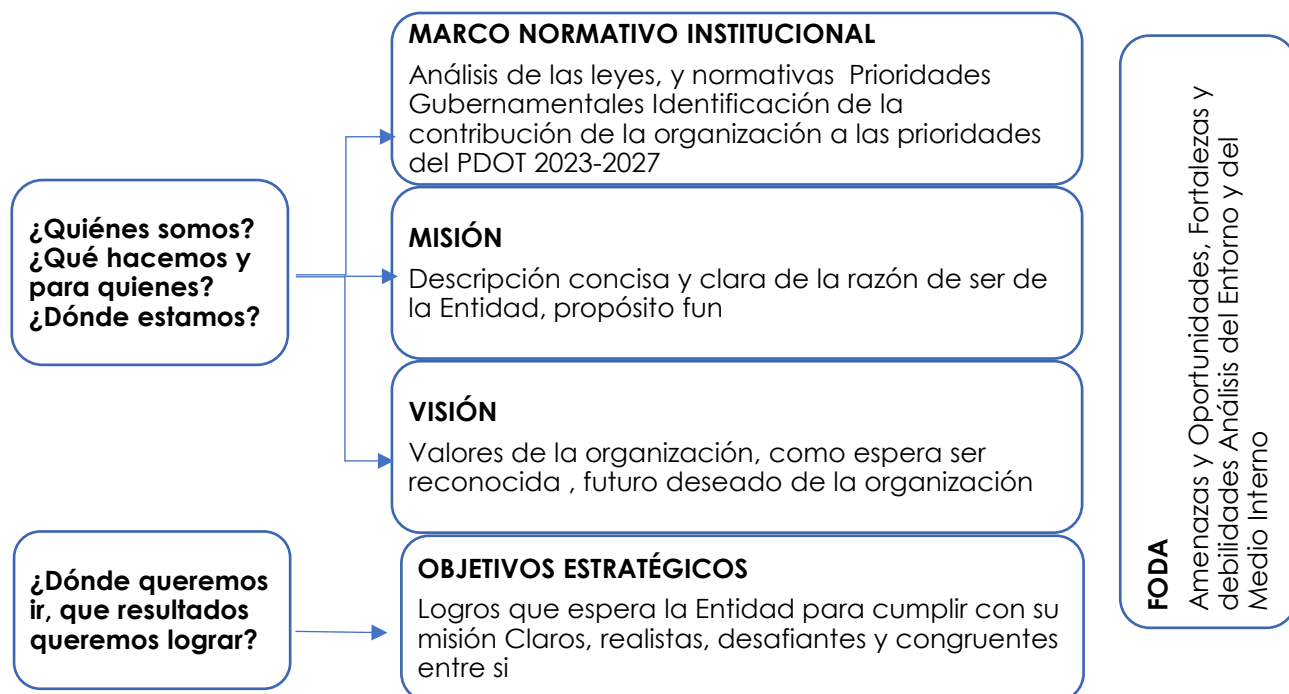 MARCO NORMATIVO INSTITUCIONAL
Análisis de las leyes, y normativas Prioridades
Gubernamentales Identificación de la
contribución de la organización a las prioridades
del PDOT 2023-2027
¿Quiénes somos?
¿Qué hacemos y
para quienes?
¿Dónde estamos?
MISIÓN
Descripción concisa y clara de la razón de ser de
la Entidad, propósito fun
VISIÓN
Valores de la organización, como espera ser
reconocida , futuro deseado de la organización
¿Dónde queremos
ir, que resultados
queremos lograr?
OBJETIVOS ESTRATÉGICOS
Logros que espera la Entidad para cumplir con su
misión Claros, realistas, desafiantes y congruentes
entre si
FODA
Amenazas y Oportunidades, Fortalezas y
debilidades Análisis del Entorno y del
Medio Interno